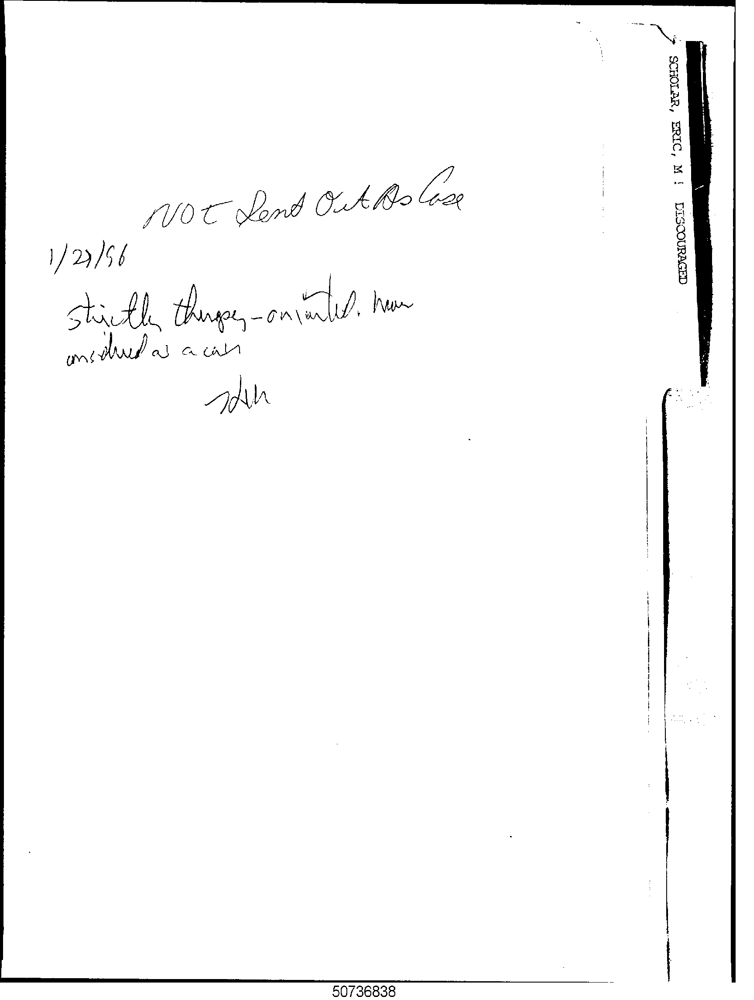 SCHOLAR, ERIC, M ! DISCOURAGED
NOT Sent Out As Case
1/29/96
strictly therapy-oriented. never
considered as a case
50736838